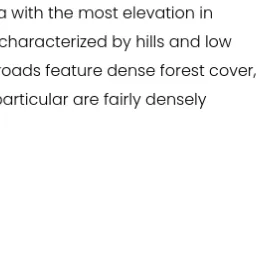 a with the most elevation in
characterized by hills and low
roads feature dense forest cover,
particular are fairly densely